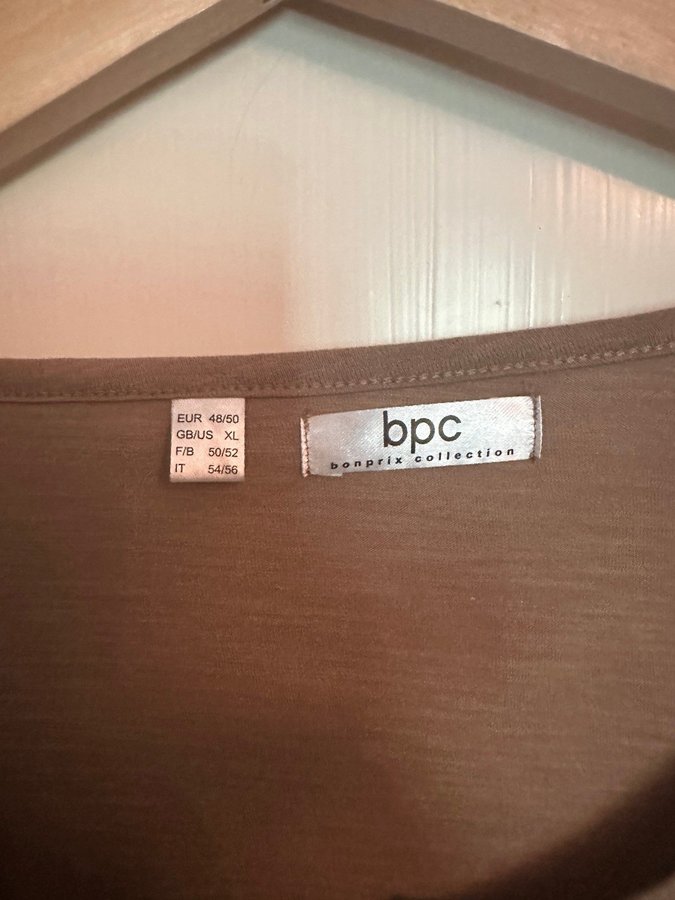 EUR 48/50
GB/US XL
F/B 50/52
IT 54/56
bpc
bonprix collection